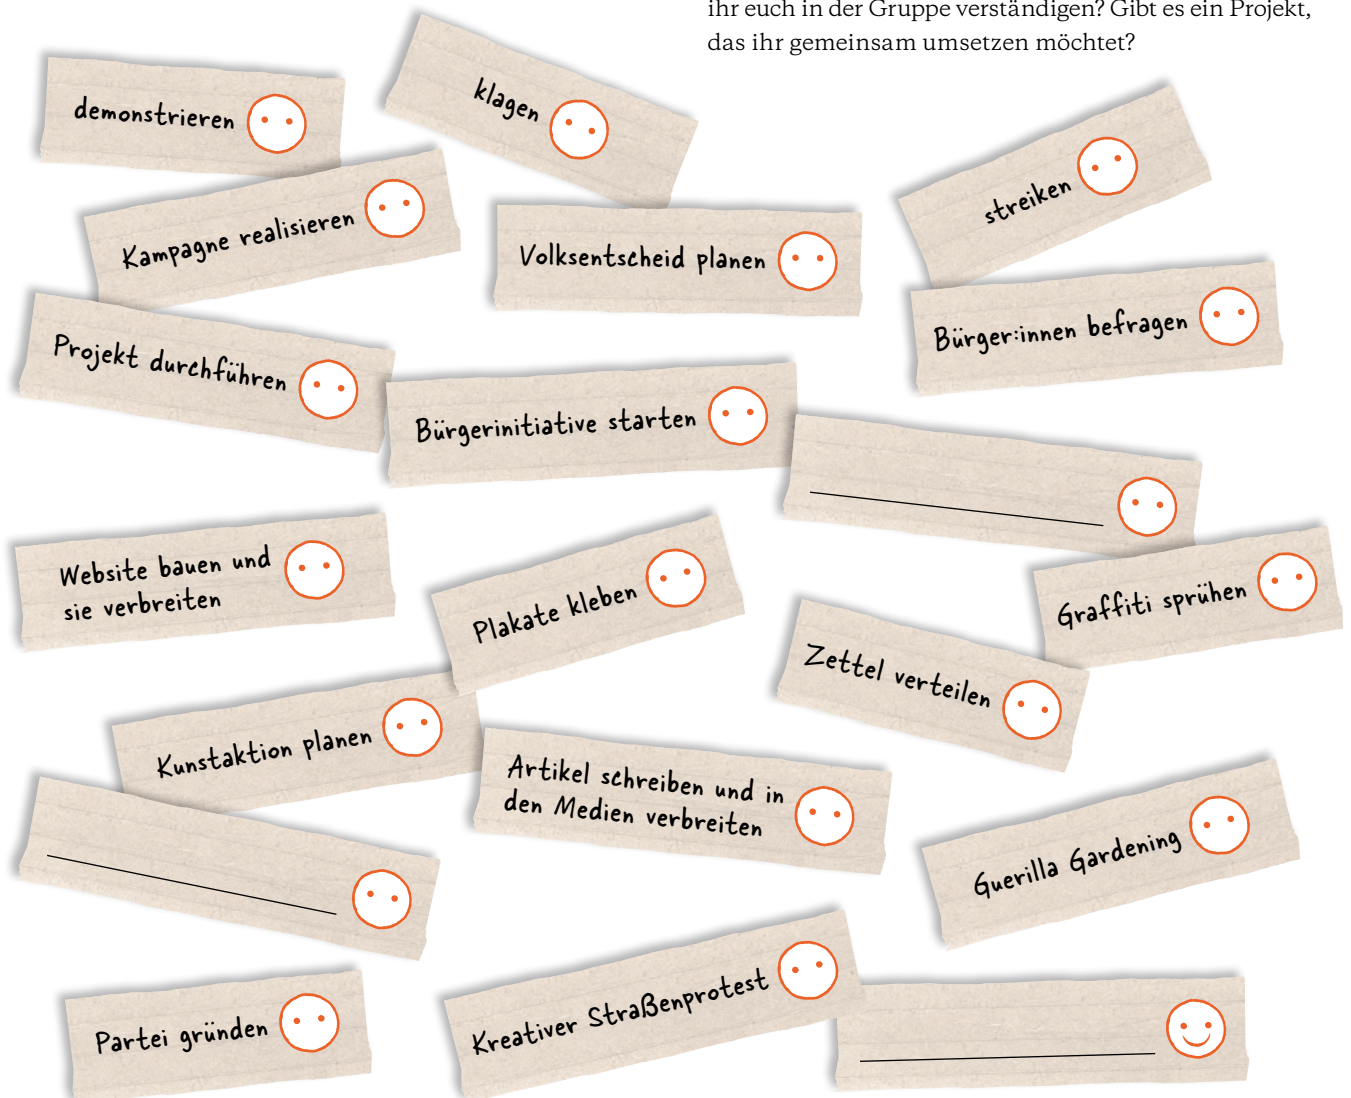 ihr euch in der Gruppe verständigen? Gibt es ein Projekt,
das ihr gemeinsam umsetzen möchtet?
demonstrieren
klagen
streiken
Kampagne realisieren
Volksentscheid planen
Bürger:innen befragen
Projekt durchführen
Bürgerinitiative starten
Website bauen und
sie verbreiten
Plakate kleben
Graffiti sprühen
Zettel verteilen
Kunstaktion planen
Artikel schreiben und in
den Medien verbreiten
Guerilla Gardening
Partei gründen
Kreativer Straßenprotest